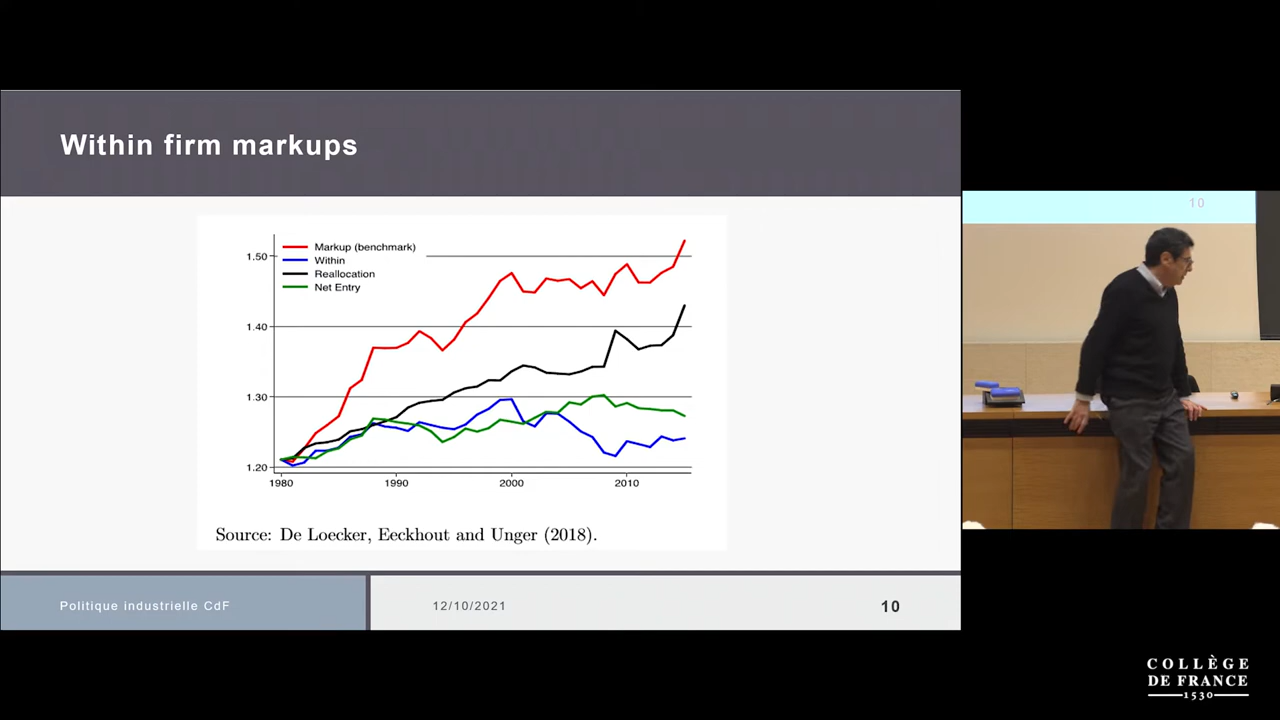 Within firm markups
Markup (benchmark)
Within
Reallocation
Net Entry
1.50
1.40
1.30
1.20
1980
1990
2000
2010
Source: De Loecker, Eeckhout and Unger (2018).
Politique industrielle CdF
12/10/2021
10
10
COLLÈGE
DE FRANCE
1530